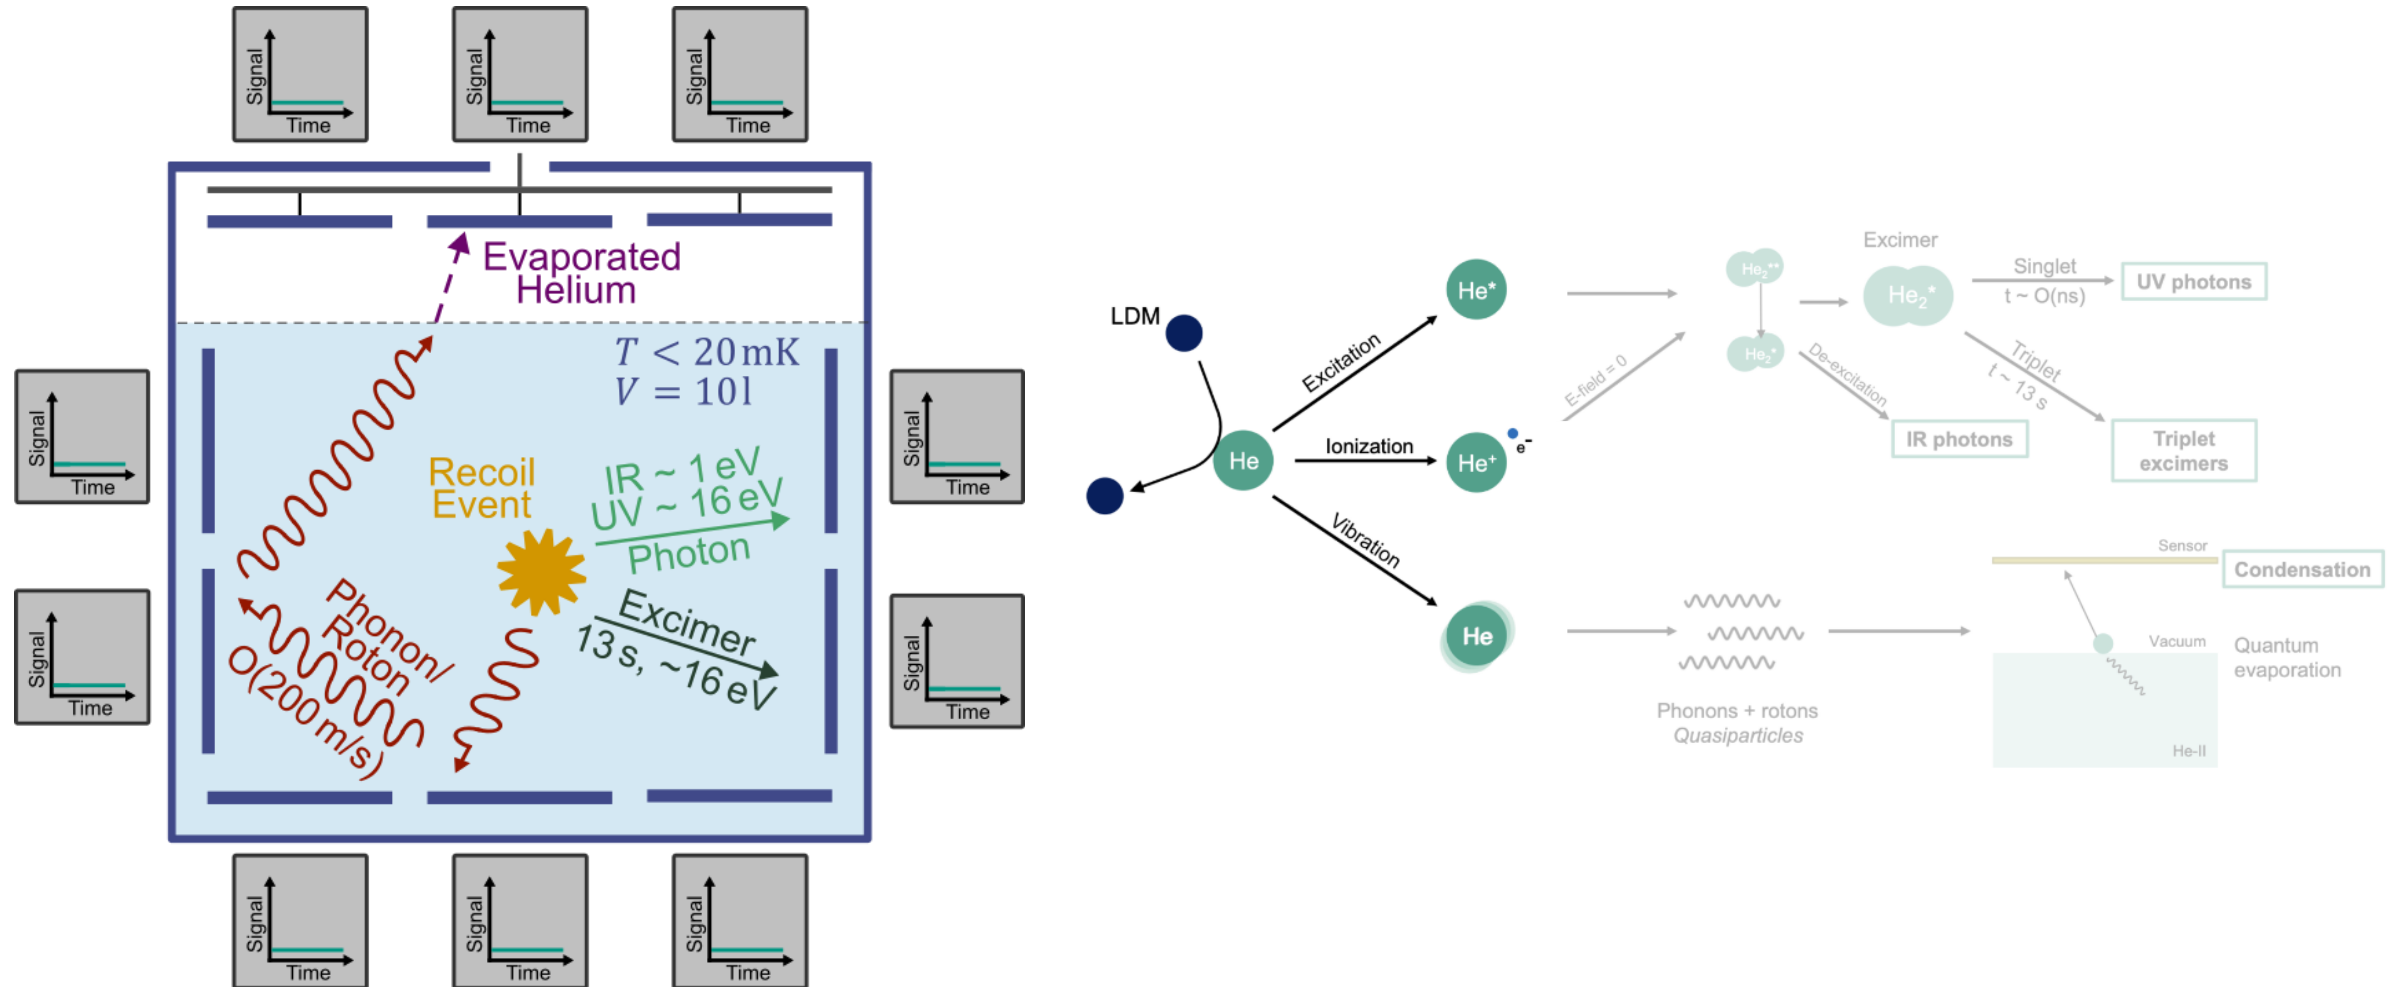 Signal
Time
Signal
Time
Signal
Time
Evaporated
Helium
T < 20 mK
V = 10 l
Signal
Time
Signal
Time
Recoil
Event
IR ~ 1 eV
UV ~ 16 eV
Photon
Phonon/
Roton
O(200 m/s)
Excimer
13 s, ~16 eV
Signal
Time
Signal
Time
Signal
Time
Signal
Time
Signal
Time
LDM
He
Excitation
He*
Ionization
He⁺
e⁻
Vibration
He
E-field = 0
He₂**
He₂*
Excimer
He₂*
Singlet
t ~ O(ns)
UV photons
De-excitation
IR photons
Triplet
t ~ 13 s
Triplet
excimers
Phonons + rotons
Quasiparticles
Sensor
Condensation
Vacuum
Quantum
evaporation
He-II